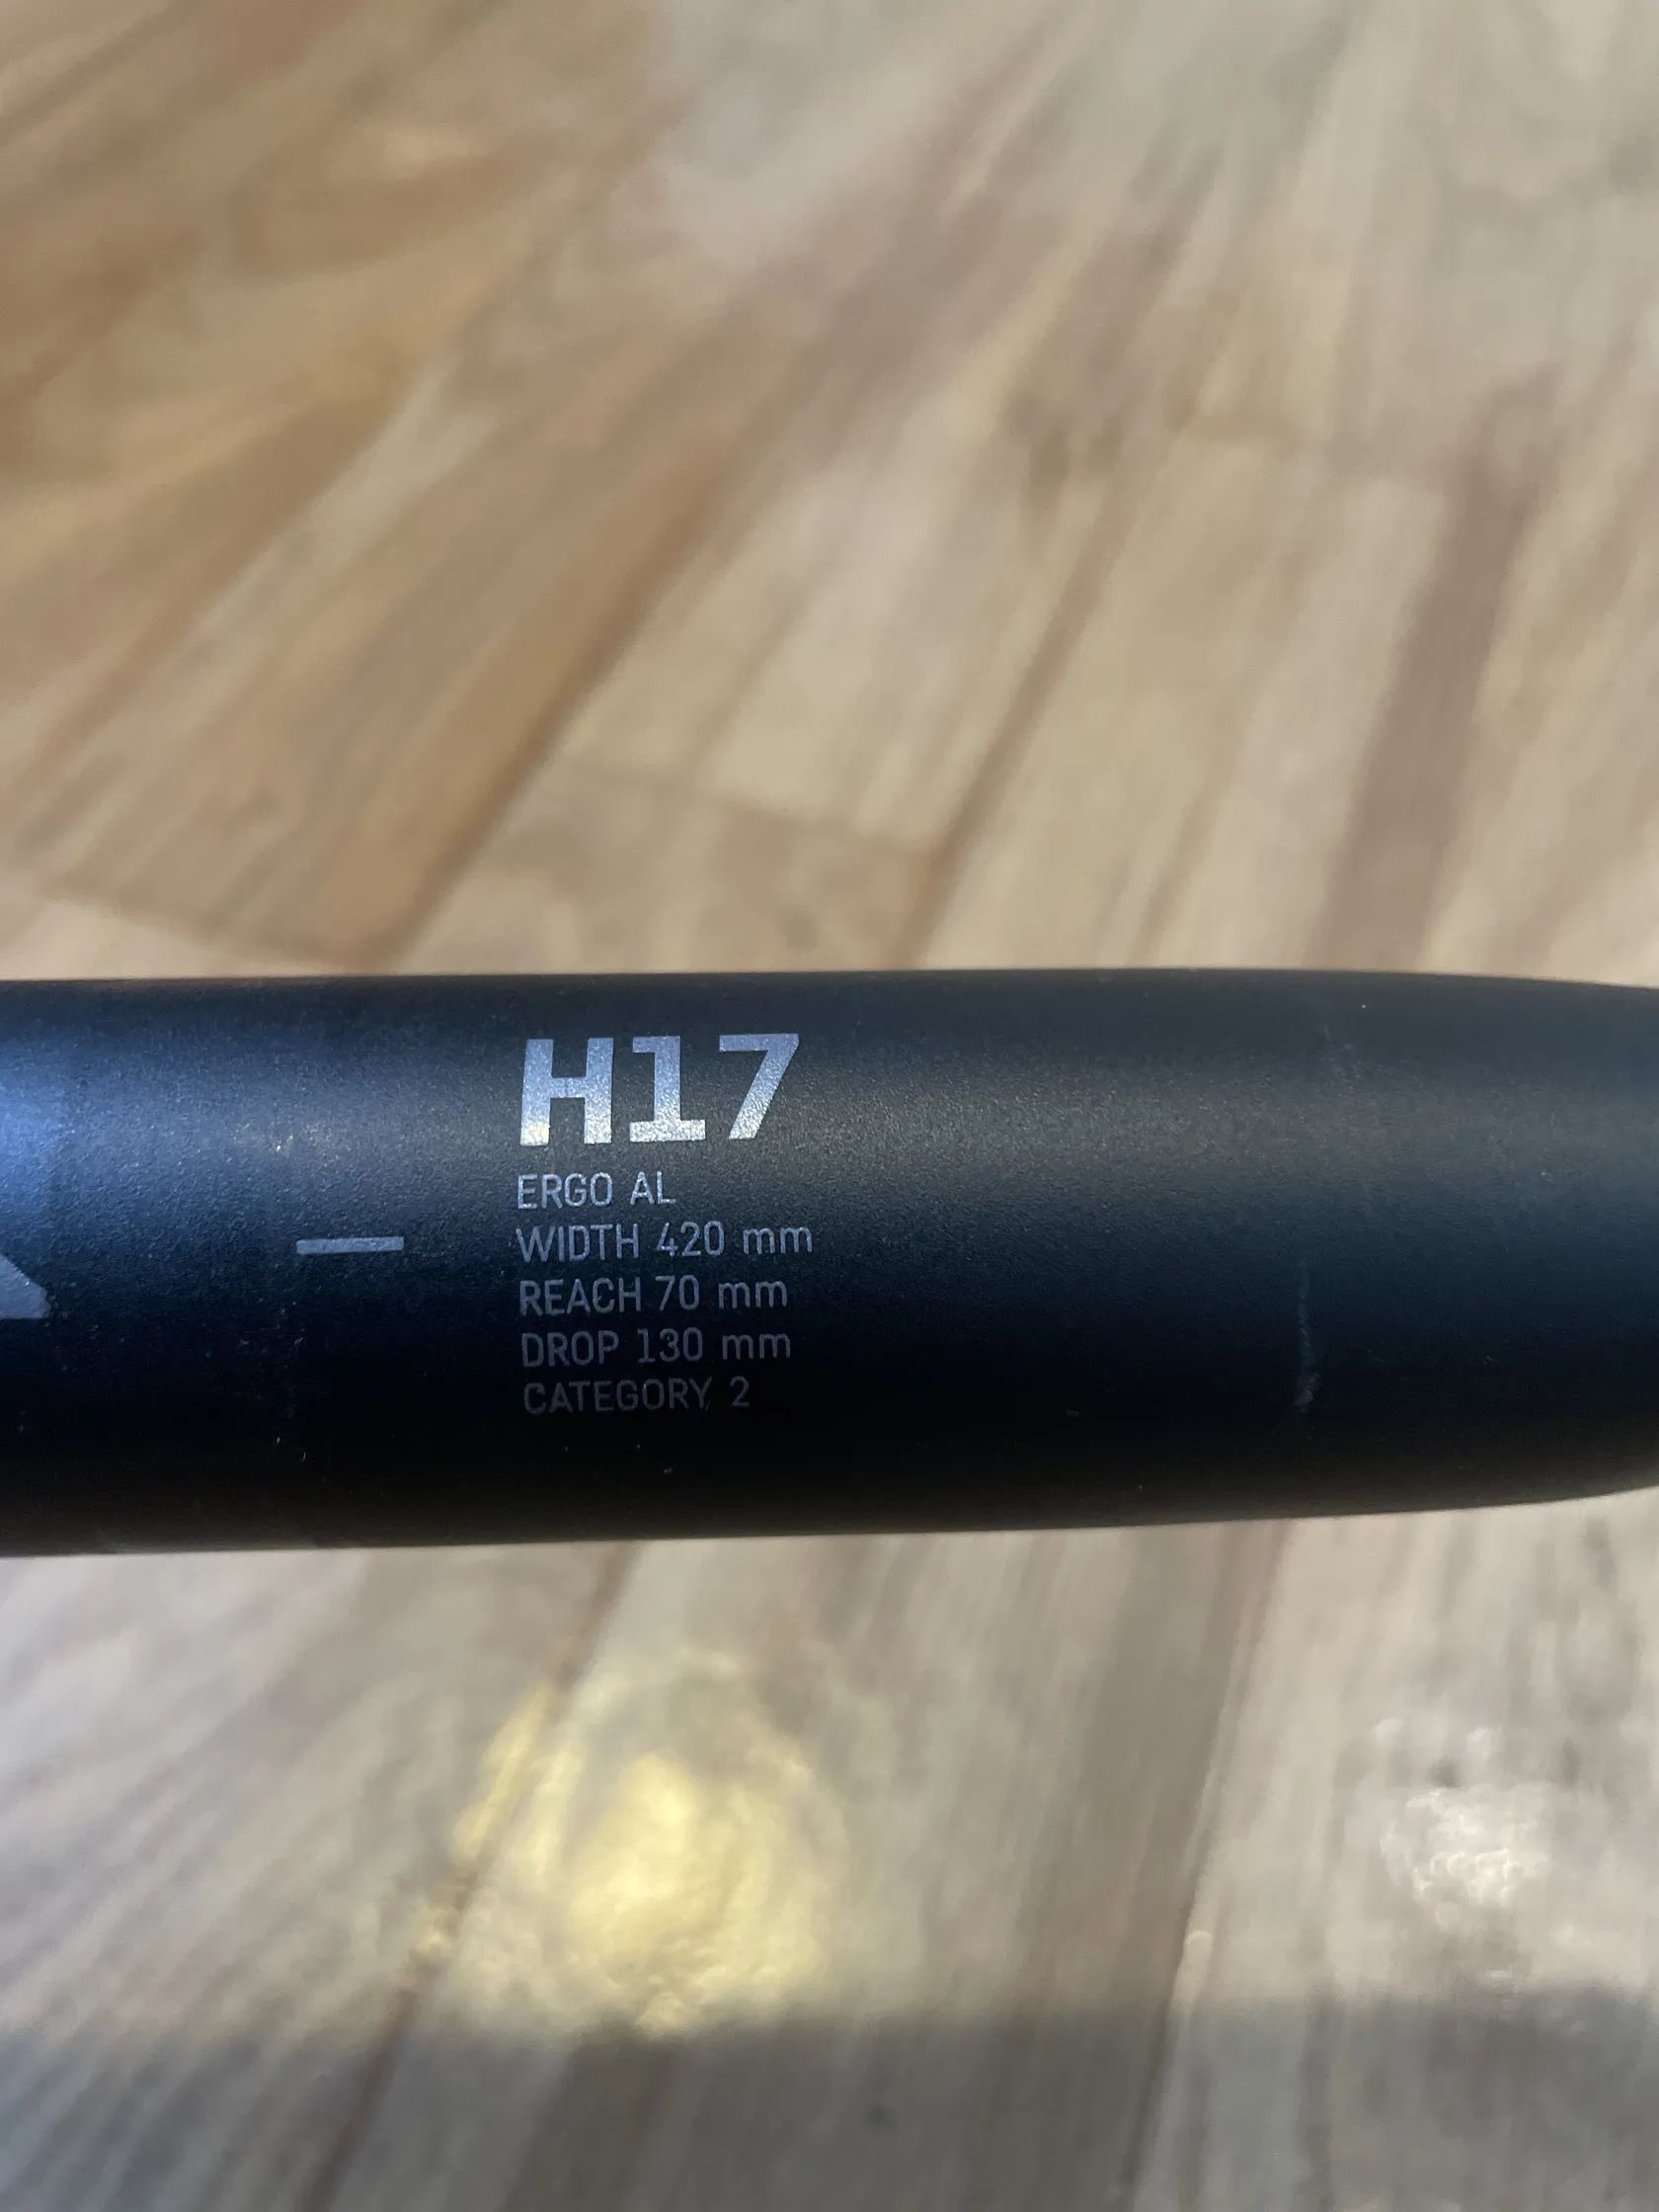 H17
ERGO AL
WIDTH 420 mm
REACH 70 mm
DROP 130 mm
CATEGORY 2